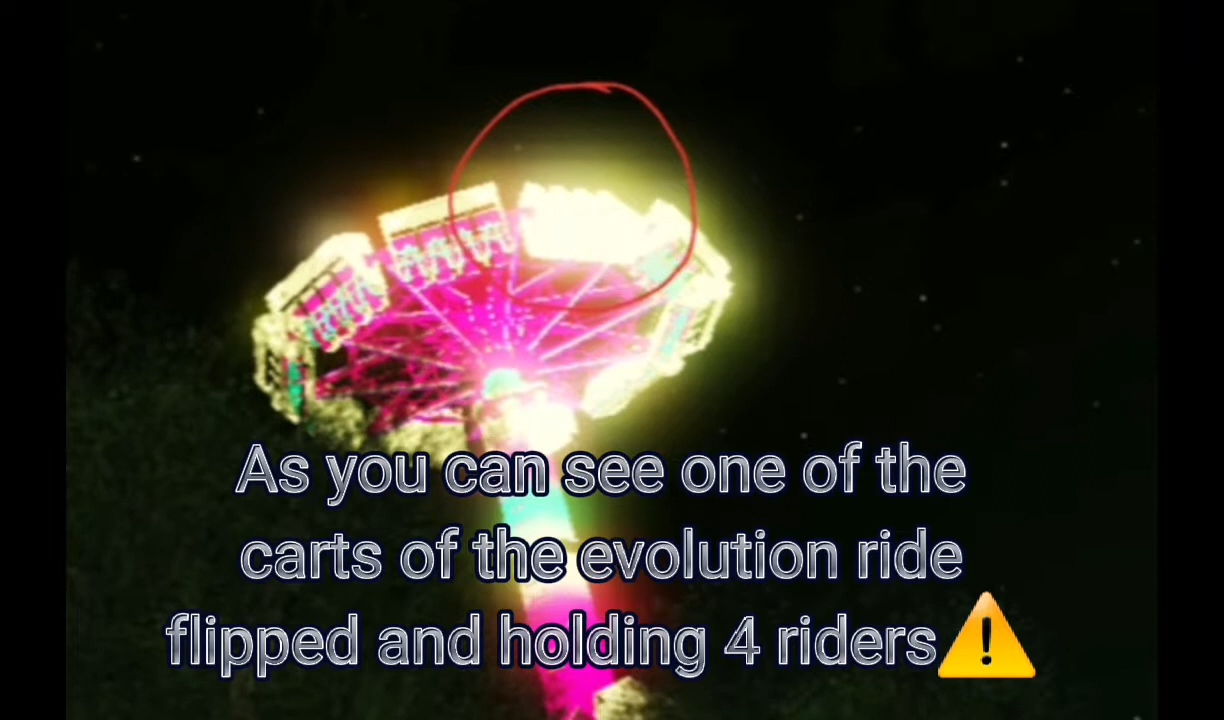 As you can see one of the
carts of the evolution ride
flipped and holding 4 riders⚠️